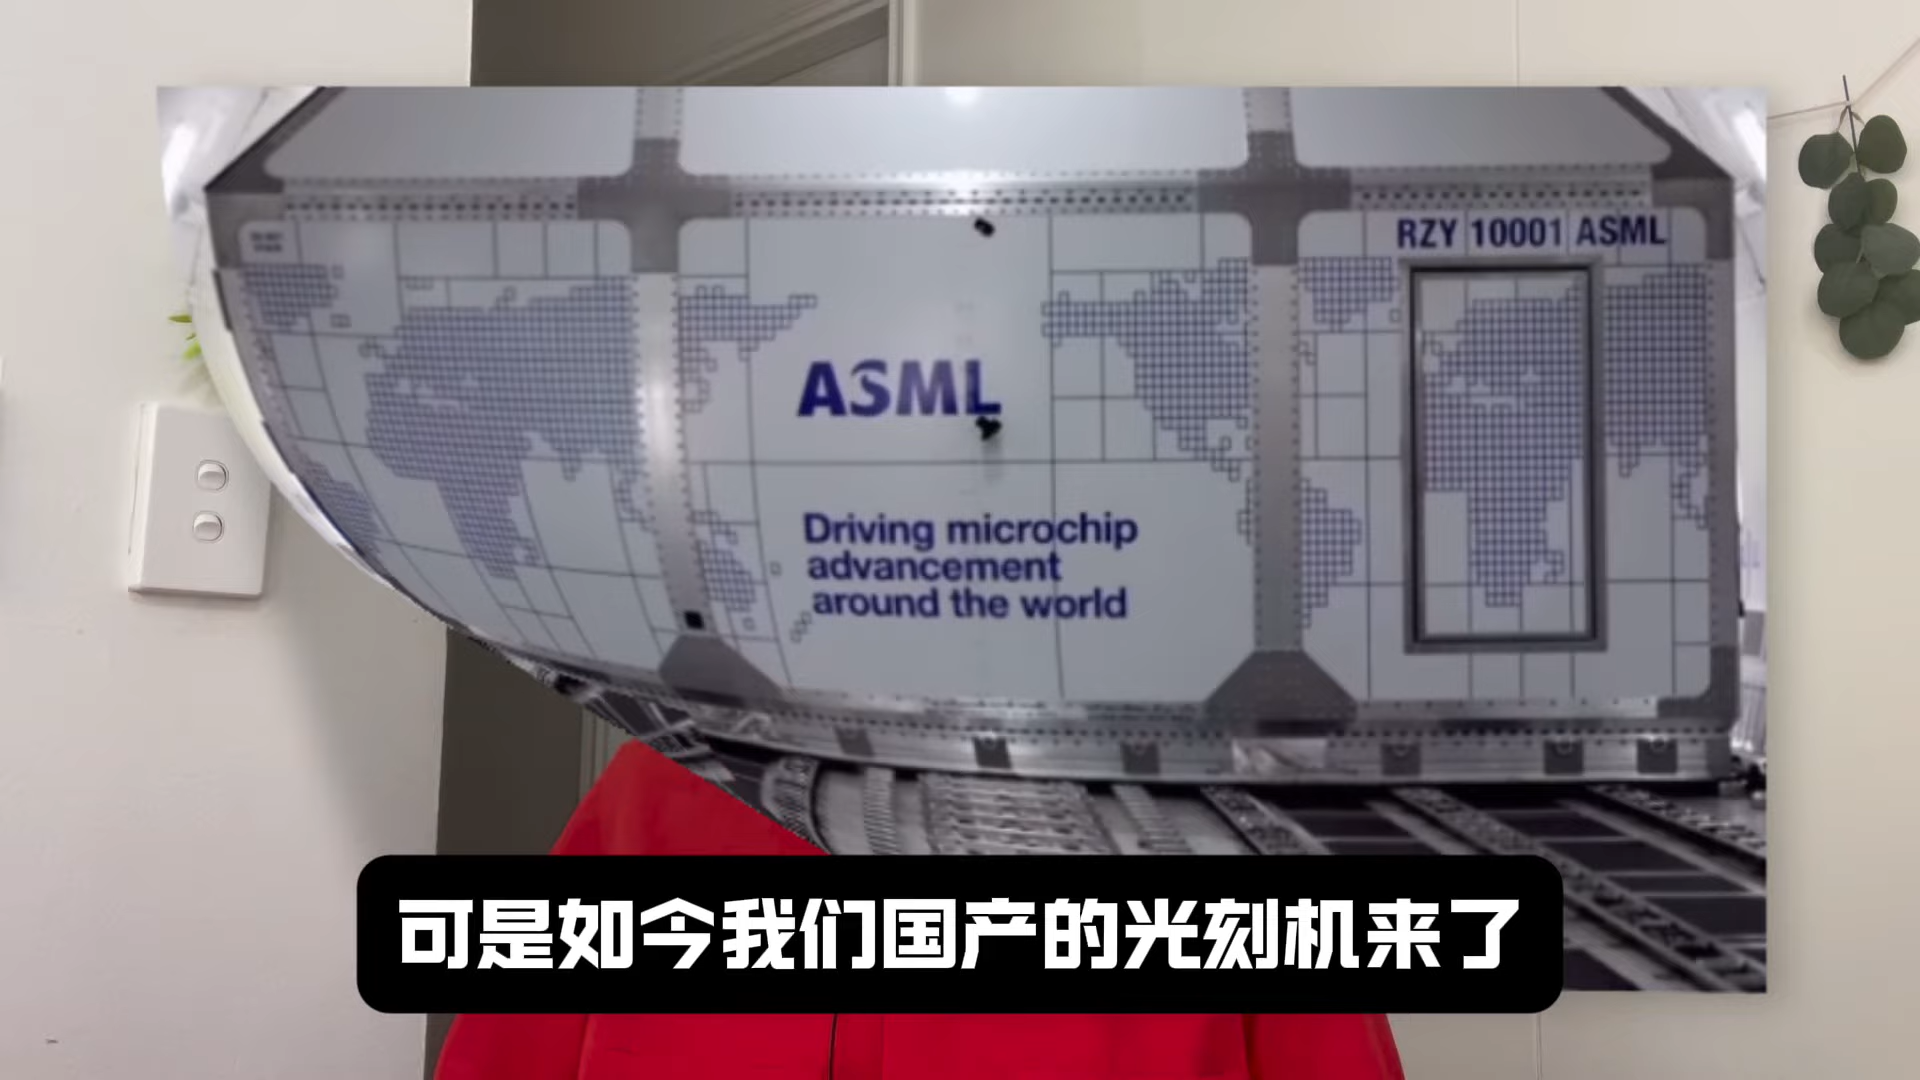 RZY 10001 ASML
ASML
Driving microchip
advancement
around the world
可是如今我们国产的光刻机来了